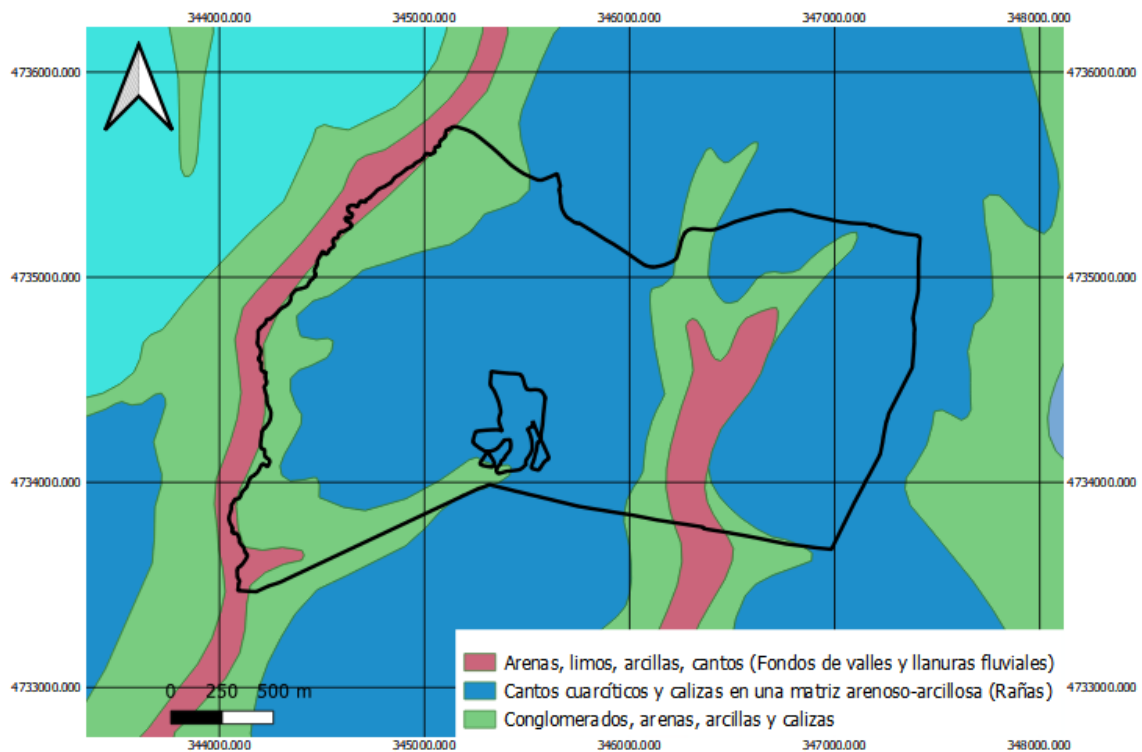 344000.000 345000.000 346000.000 347000.000 348000.000
4736000.000 4736000.000
4735000.000 4735000.000
4734000.000 4734000.000
Arenas, limos, arcillas, cantos (Fondos de valles y llanuras fluviales)
4733000.000 0 250 500 m Cantos cuarcíticos y calizas en una matriz arenoso-arcillosa (Rañas) 4733000.000
Conglomerados, arenas, arcillas y calizas
344000.000 345000.000 346000.000 347000.000 348000.000